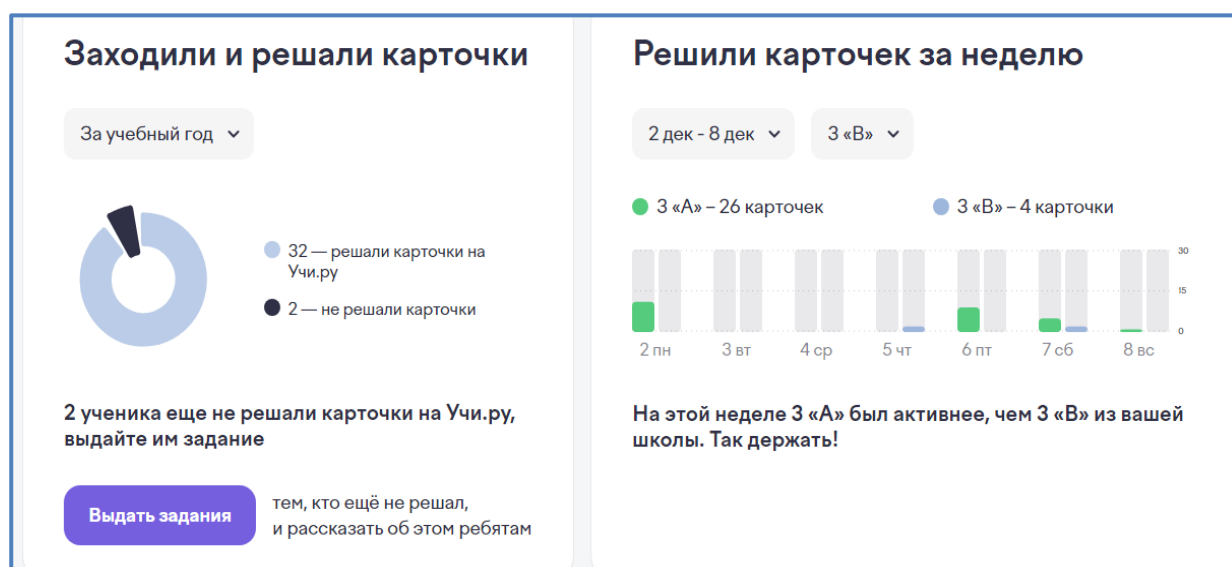 Заходили и решали карточки
За учебный год
32 — решали карточки на
Учи.ру
2 — не решали карточки
2 ученика еще не решали карточки на Учи.ру,
выдайте им задание
Выдать задания
тем, кто ещё не решал,
и рассказать об этом ребятам
Решили карточек за неделю
2 дек - 8 дек
3 «В»
3 «А» – 26 карточек
3 «В» – 4 карточки
30
15
0
2 пн
3 вт
4 ср
5 чт
6 пт
7 сб
8 вс
На этой неделе 3 «А» был активнее, чем 3 «В» из вашей
школы. Так держать!